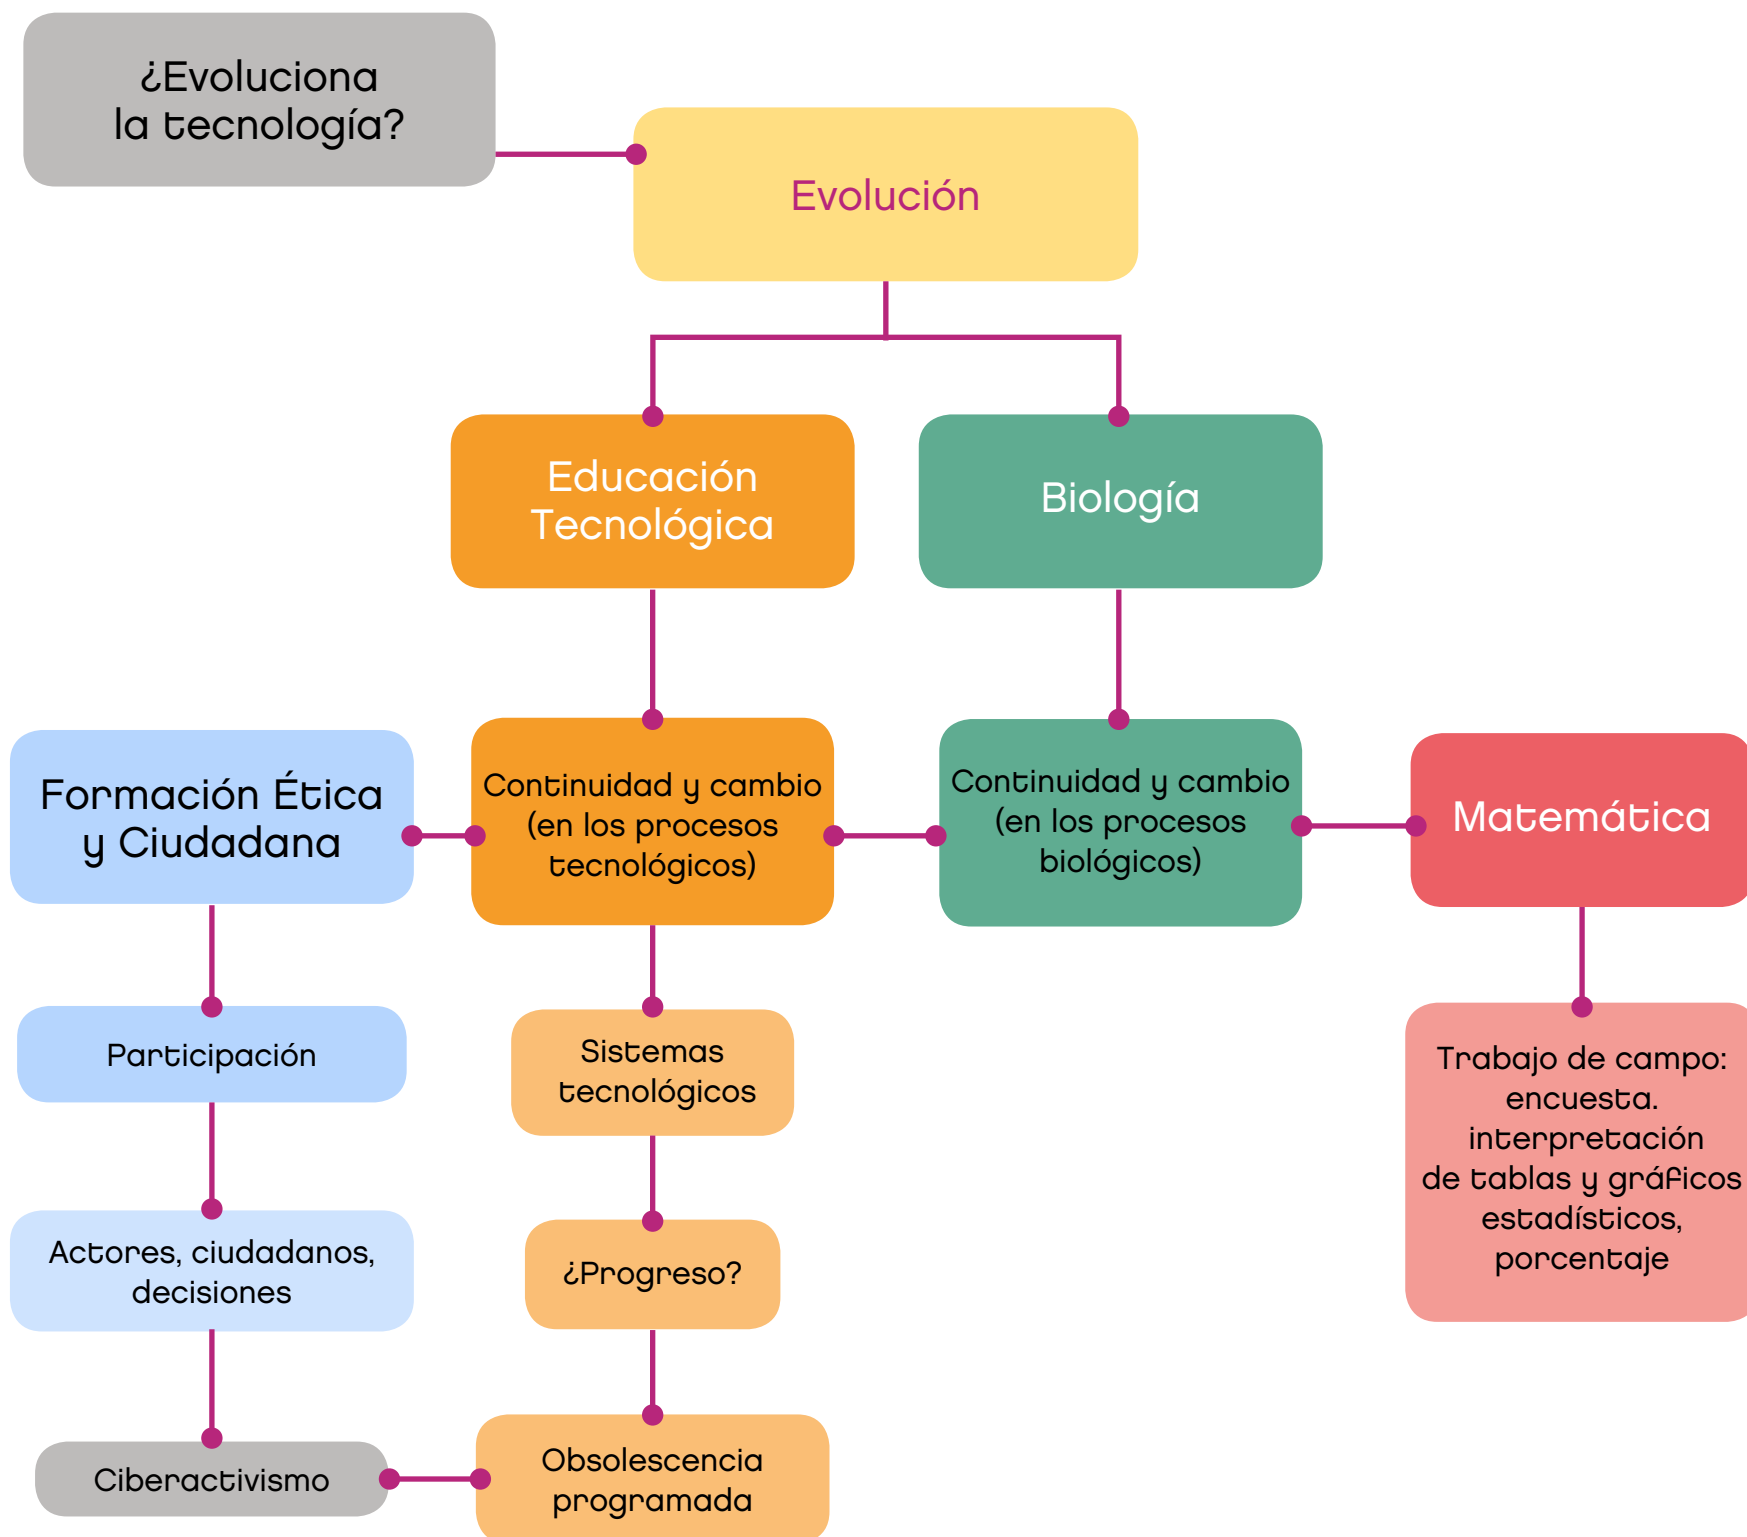 ¿Evoluciona
la tecnología?
Evolución
Educación
Tecnológica
Biología
Formación Ética
y Ciudadana
Continuidad y cambio
(en los procesos
tecnológicos)
Continuidad y cambio
(en los procesos
biológicos)
Matemática
Participación
Sistemas
tecnológicos
Trabajo de campo:
encuesta.
interpretación
de tablas y gráficos
estadísticos,
porcentaje
Actores, ciudadanos,
decisiones
¿Progreso?
Ciberactivismo
Obsolescencia
programada